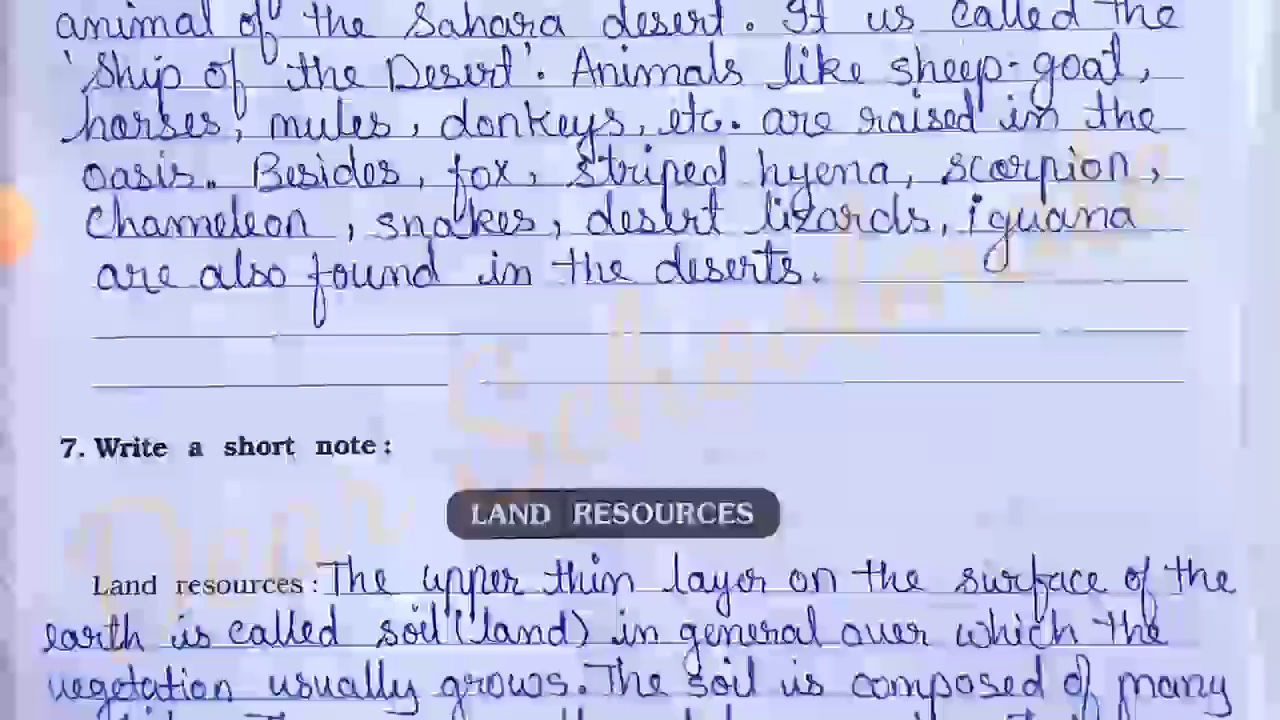 animal of the Sahara desert. It is called the
'Ship of the Desert'. Animals like sheep-goat,
horses, mules, donkeys, etc. are raised in the
oasis. Besides, fox, striped hyena, scorpion,
chameleon, snakes, desert lizards, iguana
are also found in the deserts.
7. Write a short note:
LAND RESOURCES
Land resources: The upper thin layer on the surface of the
earth is called soil (land) in general over which the
vegetation usually grows. The soil is composed of many